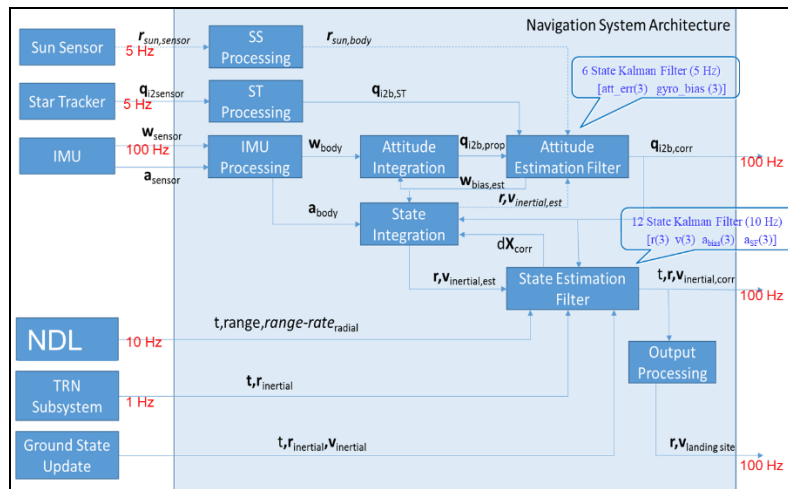 Navigation System Architecture
Sun Sensor
r_sun,sensor
5 Hz
SS
Processing
r_sun,body
6 State Kalman Filter (5 Hz)
[att_err(3) gyro_bias (3)]
Star Tracker
q_i2sensor
5 Hz
ST
Processing
q_i2b,ST
IMU
w_sensor
100 Hz
a_sensor
IMU
Processing
w_body
Attitude
Integration
q_i2b,prop
Attitude
Estimation Filter
q_i2b,corr
100 Hz
w_bias,est
r,v_inertial,est
a_body
State
Integration
12 State Kalman Filter (10 Hz)
[r(3) v(3) a_bias(3) a_SF(3)]
dX_corr
r,v_inertial,est
State Estimation
Filter
t,r,v_inertial,corr
100 Hz
NDL
10 Hz
t,range,range-rate_radial
Output
Processing
TRN
Subsystem
1 Hz
t,r_inertial
Ground State
Update
t,r_inertial,v_inertial
r,v_landing site
100 Hz